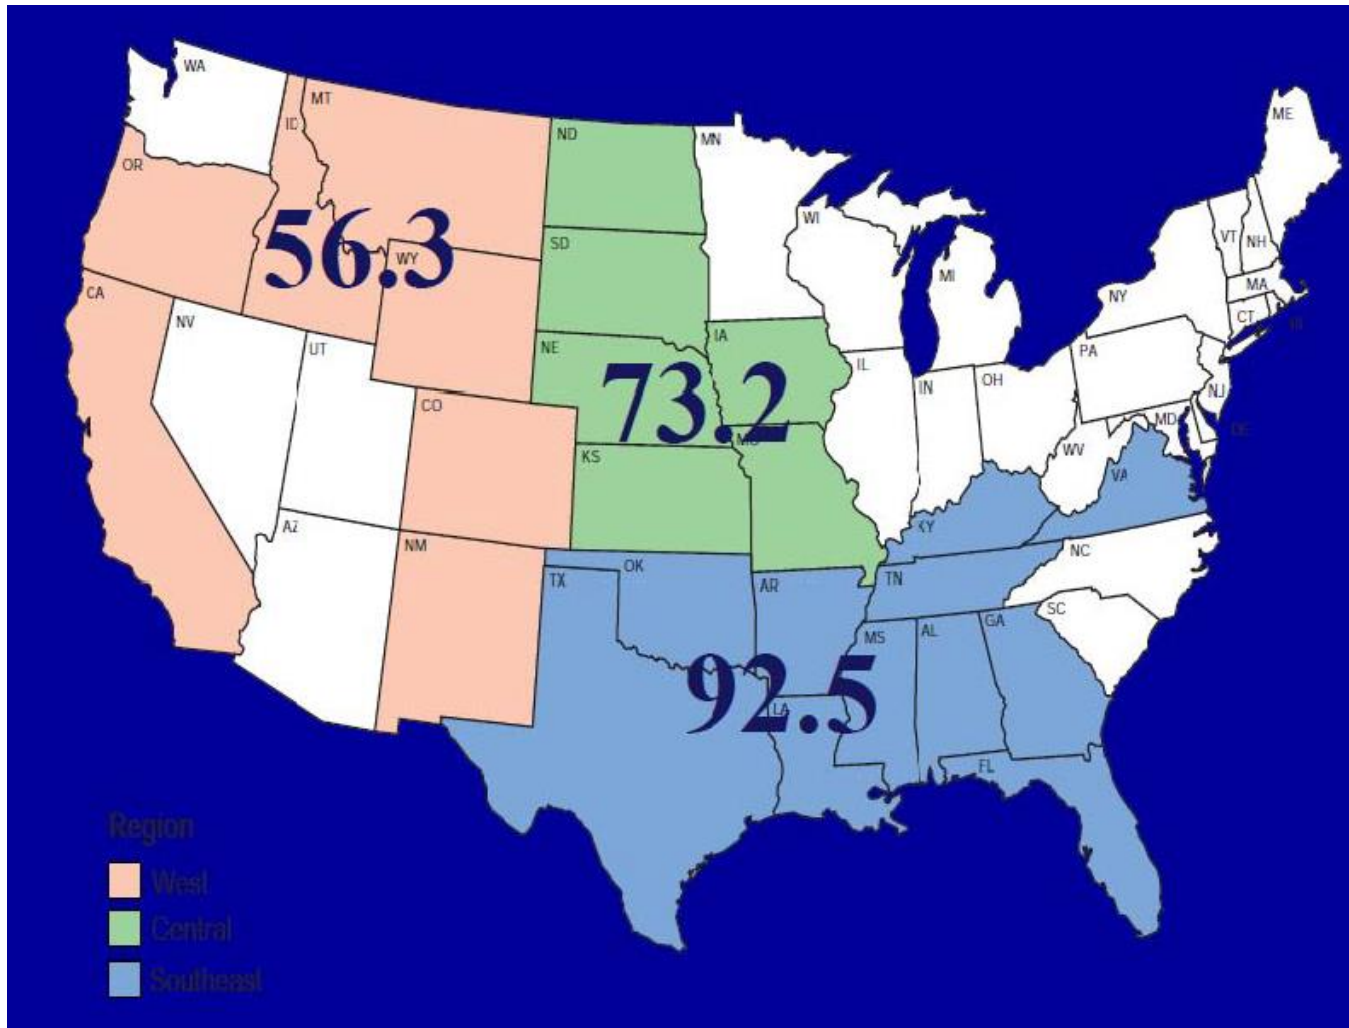 WA
MT
ID
ND
MN
ME
OR
WI
VT
NH
SD
WY
MI
MA
56.3
CA
NY
CT
RI
NV
IA
UT
NE
PA
IL
OH
IN
NJ
73.2
CO
MD
DE
MO
WV
KS
VA
AZ
KY
NM
NC
OK
TX
AR
TN
SC
MS
AL
GA
92.5
LA
FL
Region
West
Central
Southeast